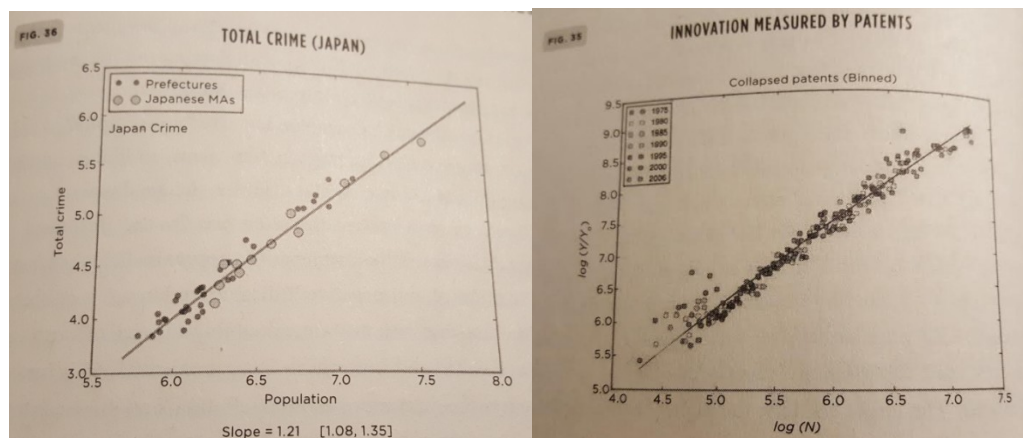 FIG. 36
TOTAL CRIME (JAPAN)
6.5
Prefectures
Japanese MAs
6.0
Japan Crime
5.5
Total crime
5.0
4.5
4.0
3.0
5.5 6.0 6.5 7.0 7.5 8.0
Population
Slope = 1.21 [1.08, 1.35]
FIG. 35
INNOVATION MEASURED BY PATENTS
Collapsed patents (Binned)
9.5
1975
1980
9.0
1985
1990
1995
8.5
2000
2006
8.0
log (Y/Y₀)
7.5
7.0
6.5
6.0
5.5
5.0
4.0 4.5 5.0 5.5 6.0 6.5 7.0 7.5
log (N)